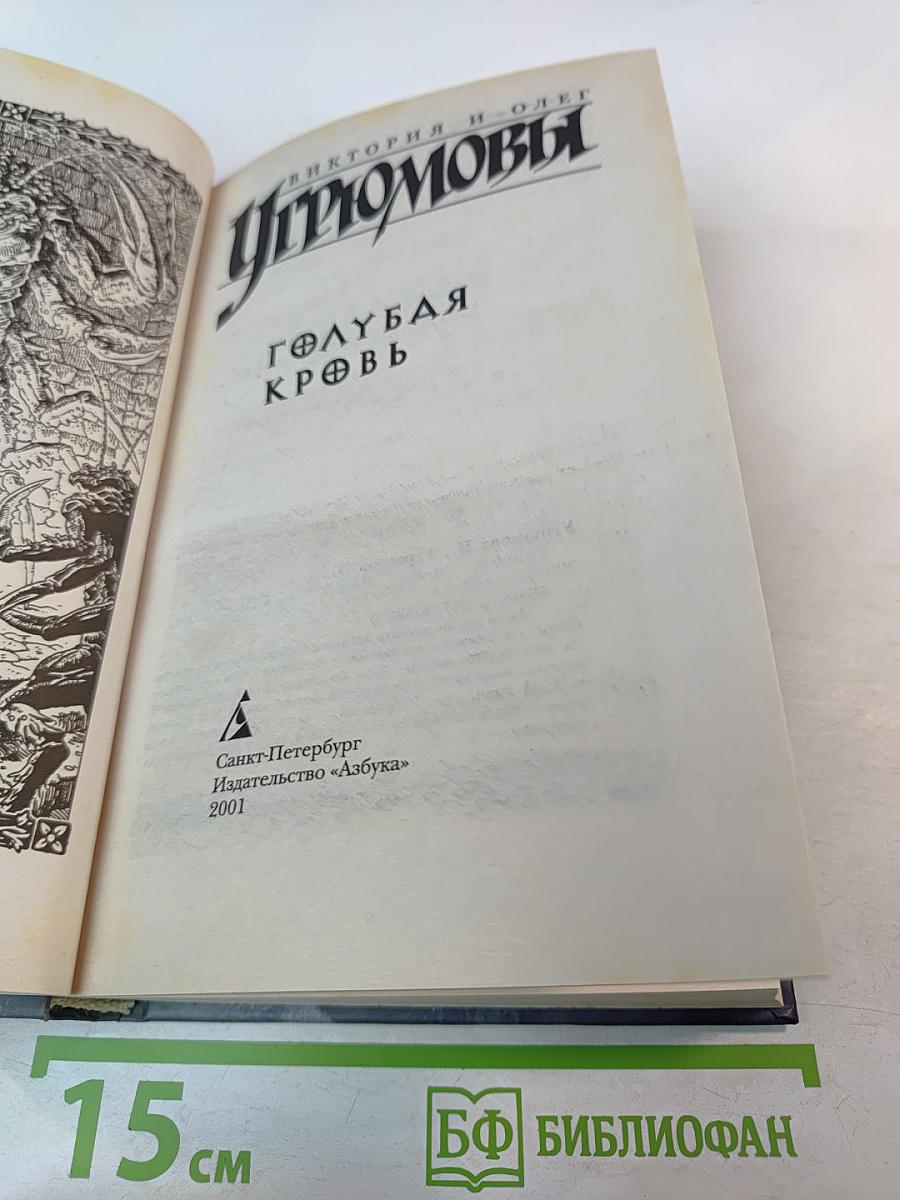 ВИКТОРИЯ И ОЛЕГ
УГРЮМОВЫ
ГОЛУБАЯ
КРОВЬ
Санкт-Петербург
Издательство «Азбука»
2001
15 см
БФ БИБЛИОФАН